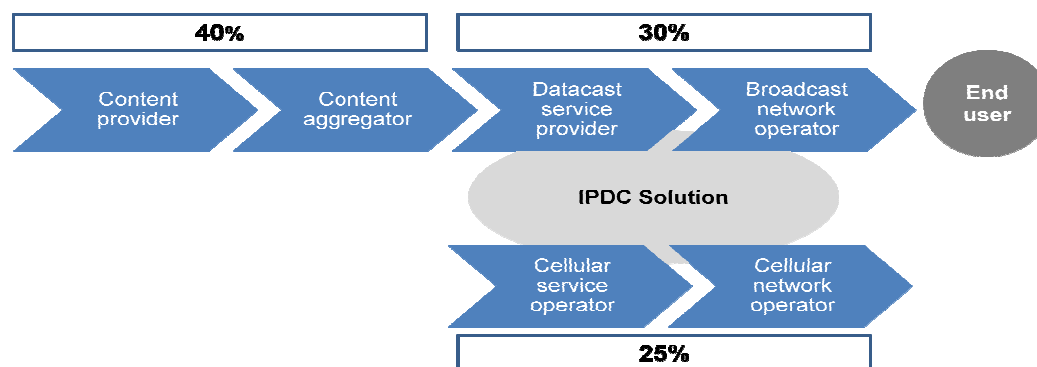 40%
30%
Content
provider
Content
aggregator
Datacast
service
provider
Broadcast
network
operator
End
user
IPDC Solution
Cellular
service
operator
Cellular
network
operator
25%